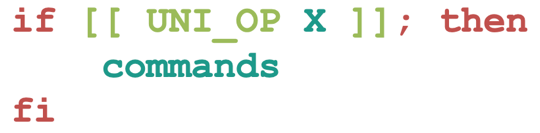 if [[ UNI_OP X ]]; then
commands
fi